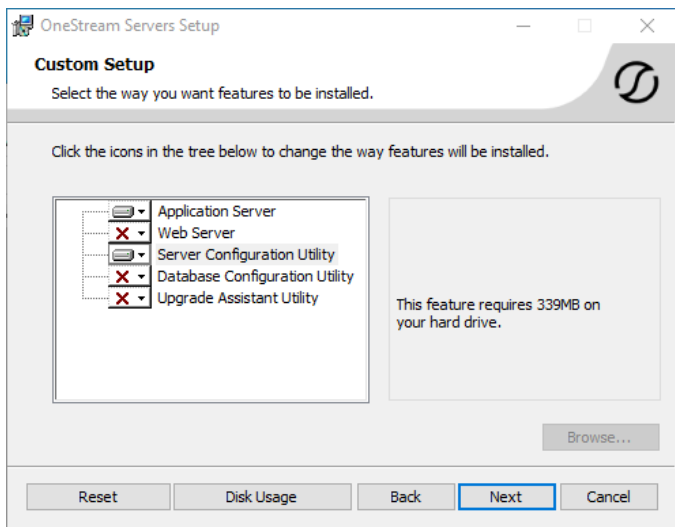 OneStream Servers Setup
Custom Setup
Select the way you want features to be installed.
Click the icons in the tree below to change the way features will be installed.
Application Server
Web Server
Server Configuration Utility
Database Configuration Utility
Upgrade Assistant Utility
This feature requires 339MB on
your hard drive.
Browse...
Reset Disk Usage Back Next Cancel